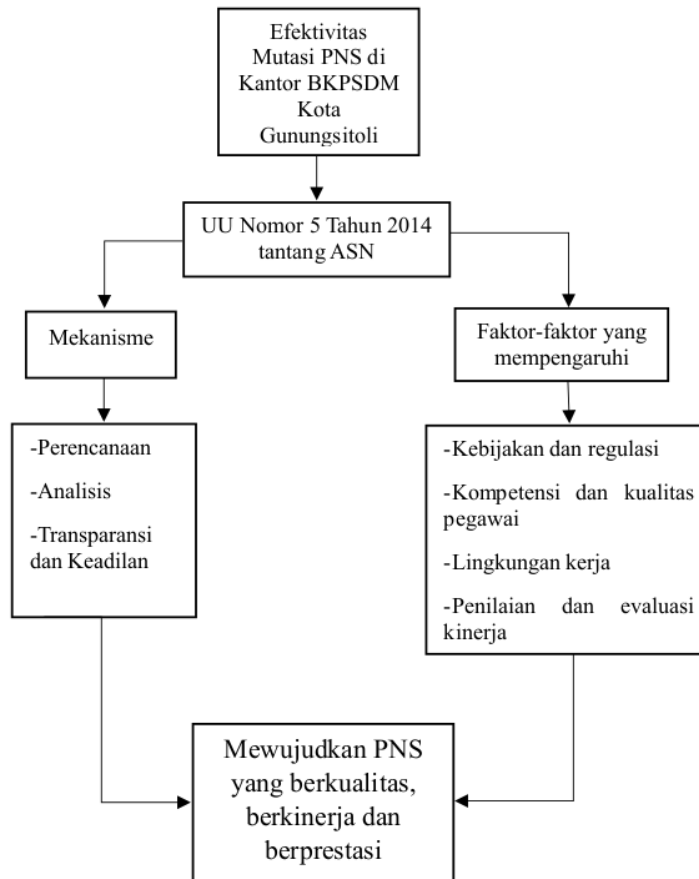 Efektivitas
Mutasi PNS di
Kantor BKPSDM
Kota
Gunungsitoli
UU Nomor 5 Tahun 2014
tantang ASN
Mekanisme
Faktor-faktor yang
mempengaruhi
-Perencanaan
-Analisis
-Transparansi
dan Keadilan
-Kebijakan dan regulasi
-Kompetensi dan kualitas
pegawai
-Lingkungan kerja
-Penilaian dan evaluasi
kinerja
Mewujudkan PNS
yang berkualitas,
berkinerja dan
berprestasi